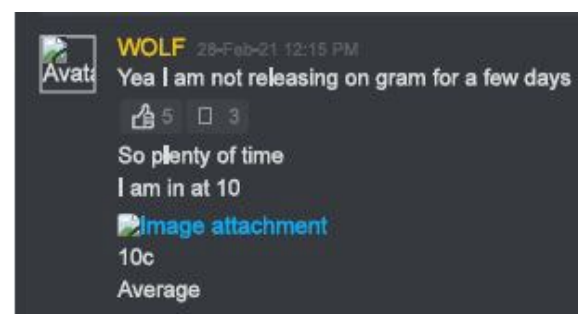 Avata
WOLF 28-Feb-21 12:15 PM
Yea I am not releasing on gram for a few days
5 3
So plenty of time
I am in at 10
Image attachment
10c
Average